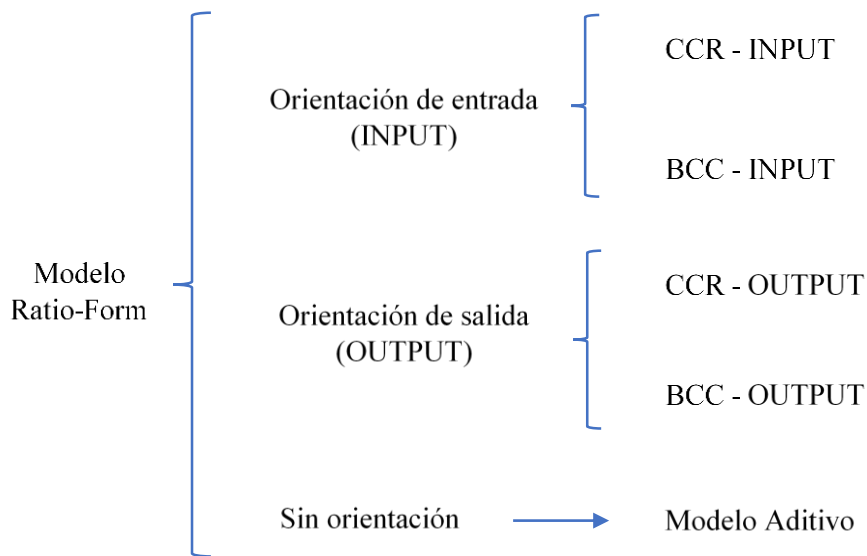 Modelo
Ratio-Form
Orientación de entrada
(INPUT)
CCR - INPUT
BCC - INPUT
Orientación de salida
(OUTPUT)
CCR - OUTPUT
BCC - OUTPUT
Sin orientación
Modelo Aditivo